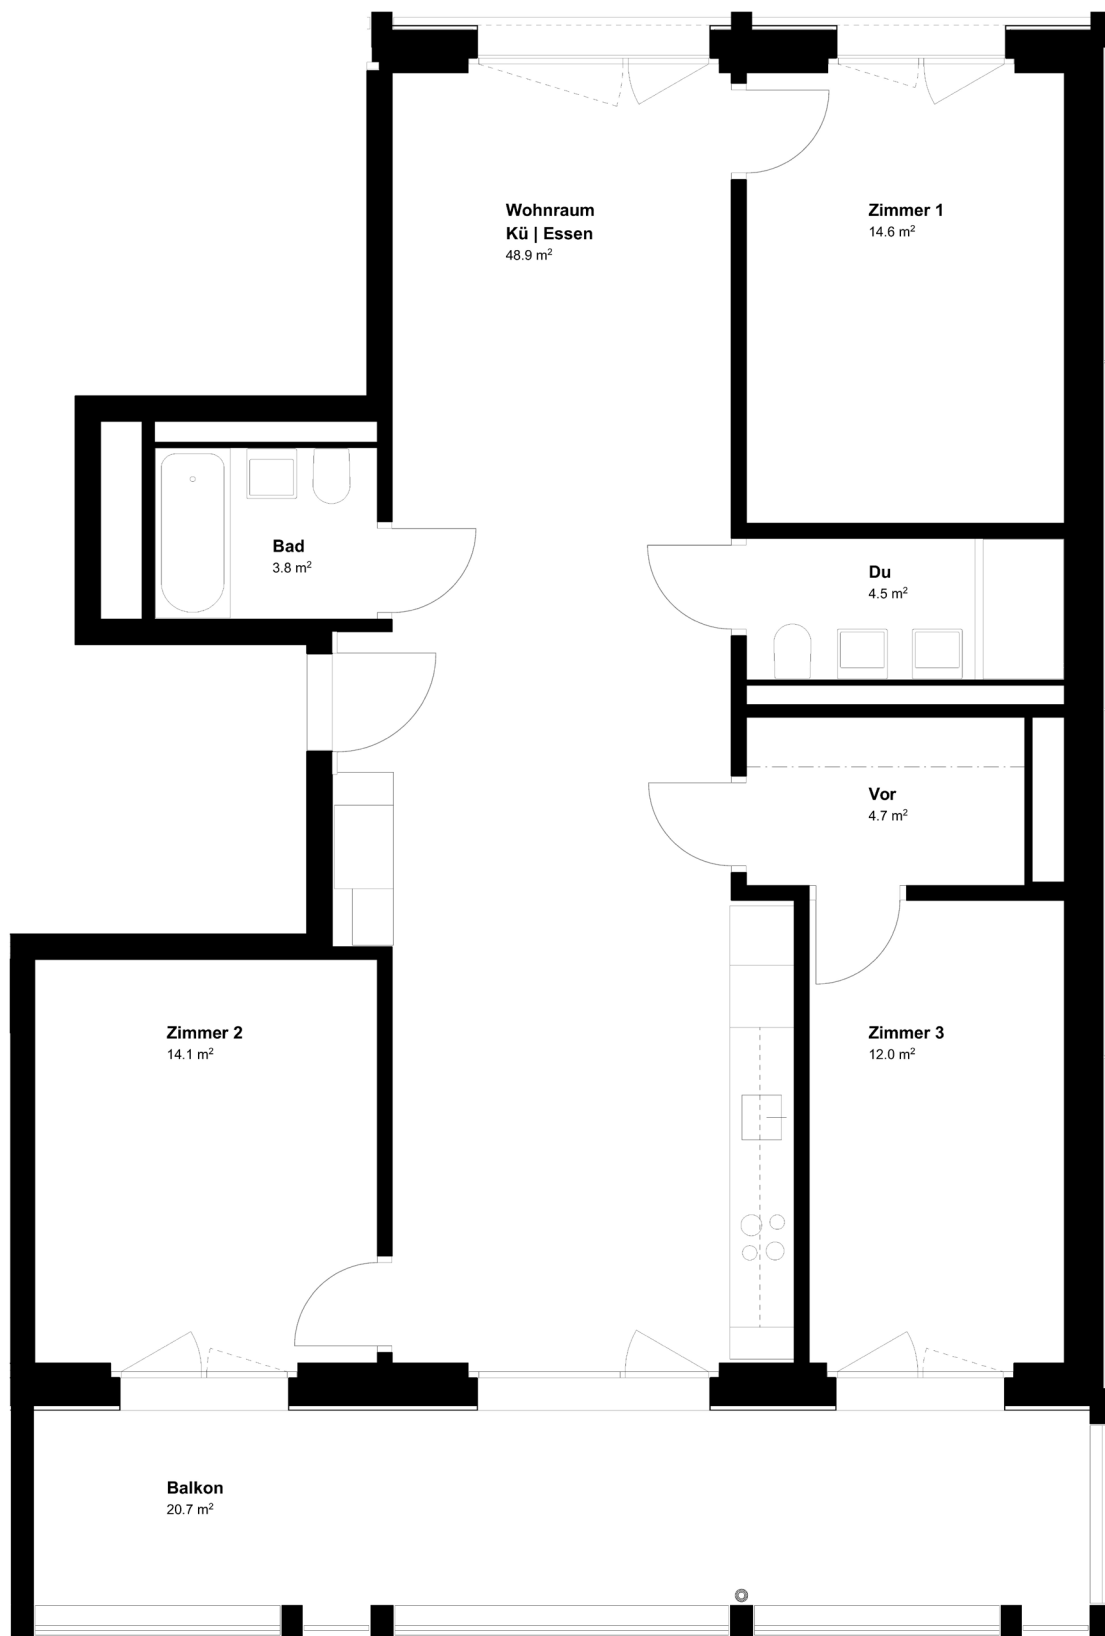 Wohnraum
Kü | Essen
48.9 m²
Zimmer 1
14.6 m²
Bad
3.8 m²
Du
4.5 m²
Vor
4.7 m²
Zimmer 2
14.1 m²
Zimmer 3
12.0 m²
Balkon
20.7 m²